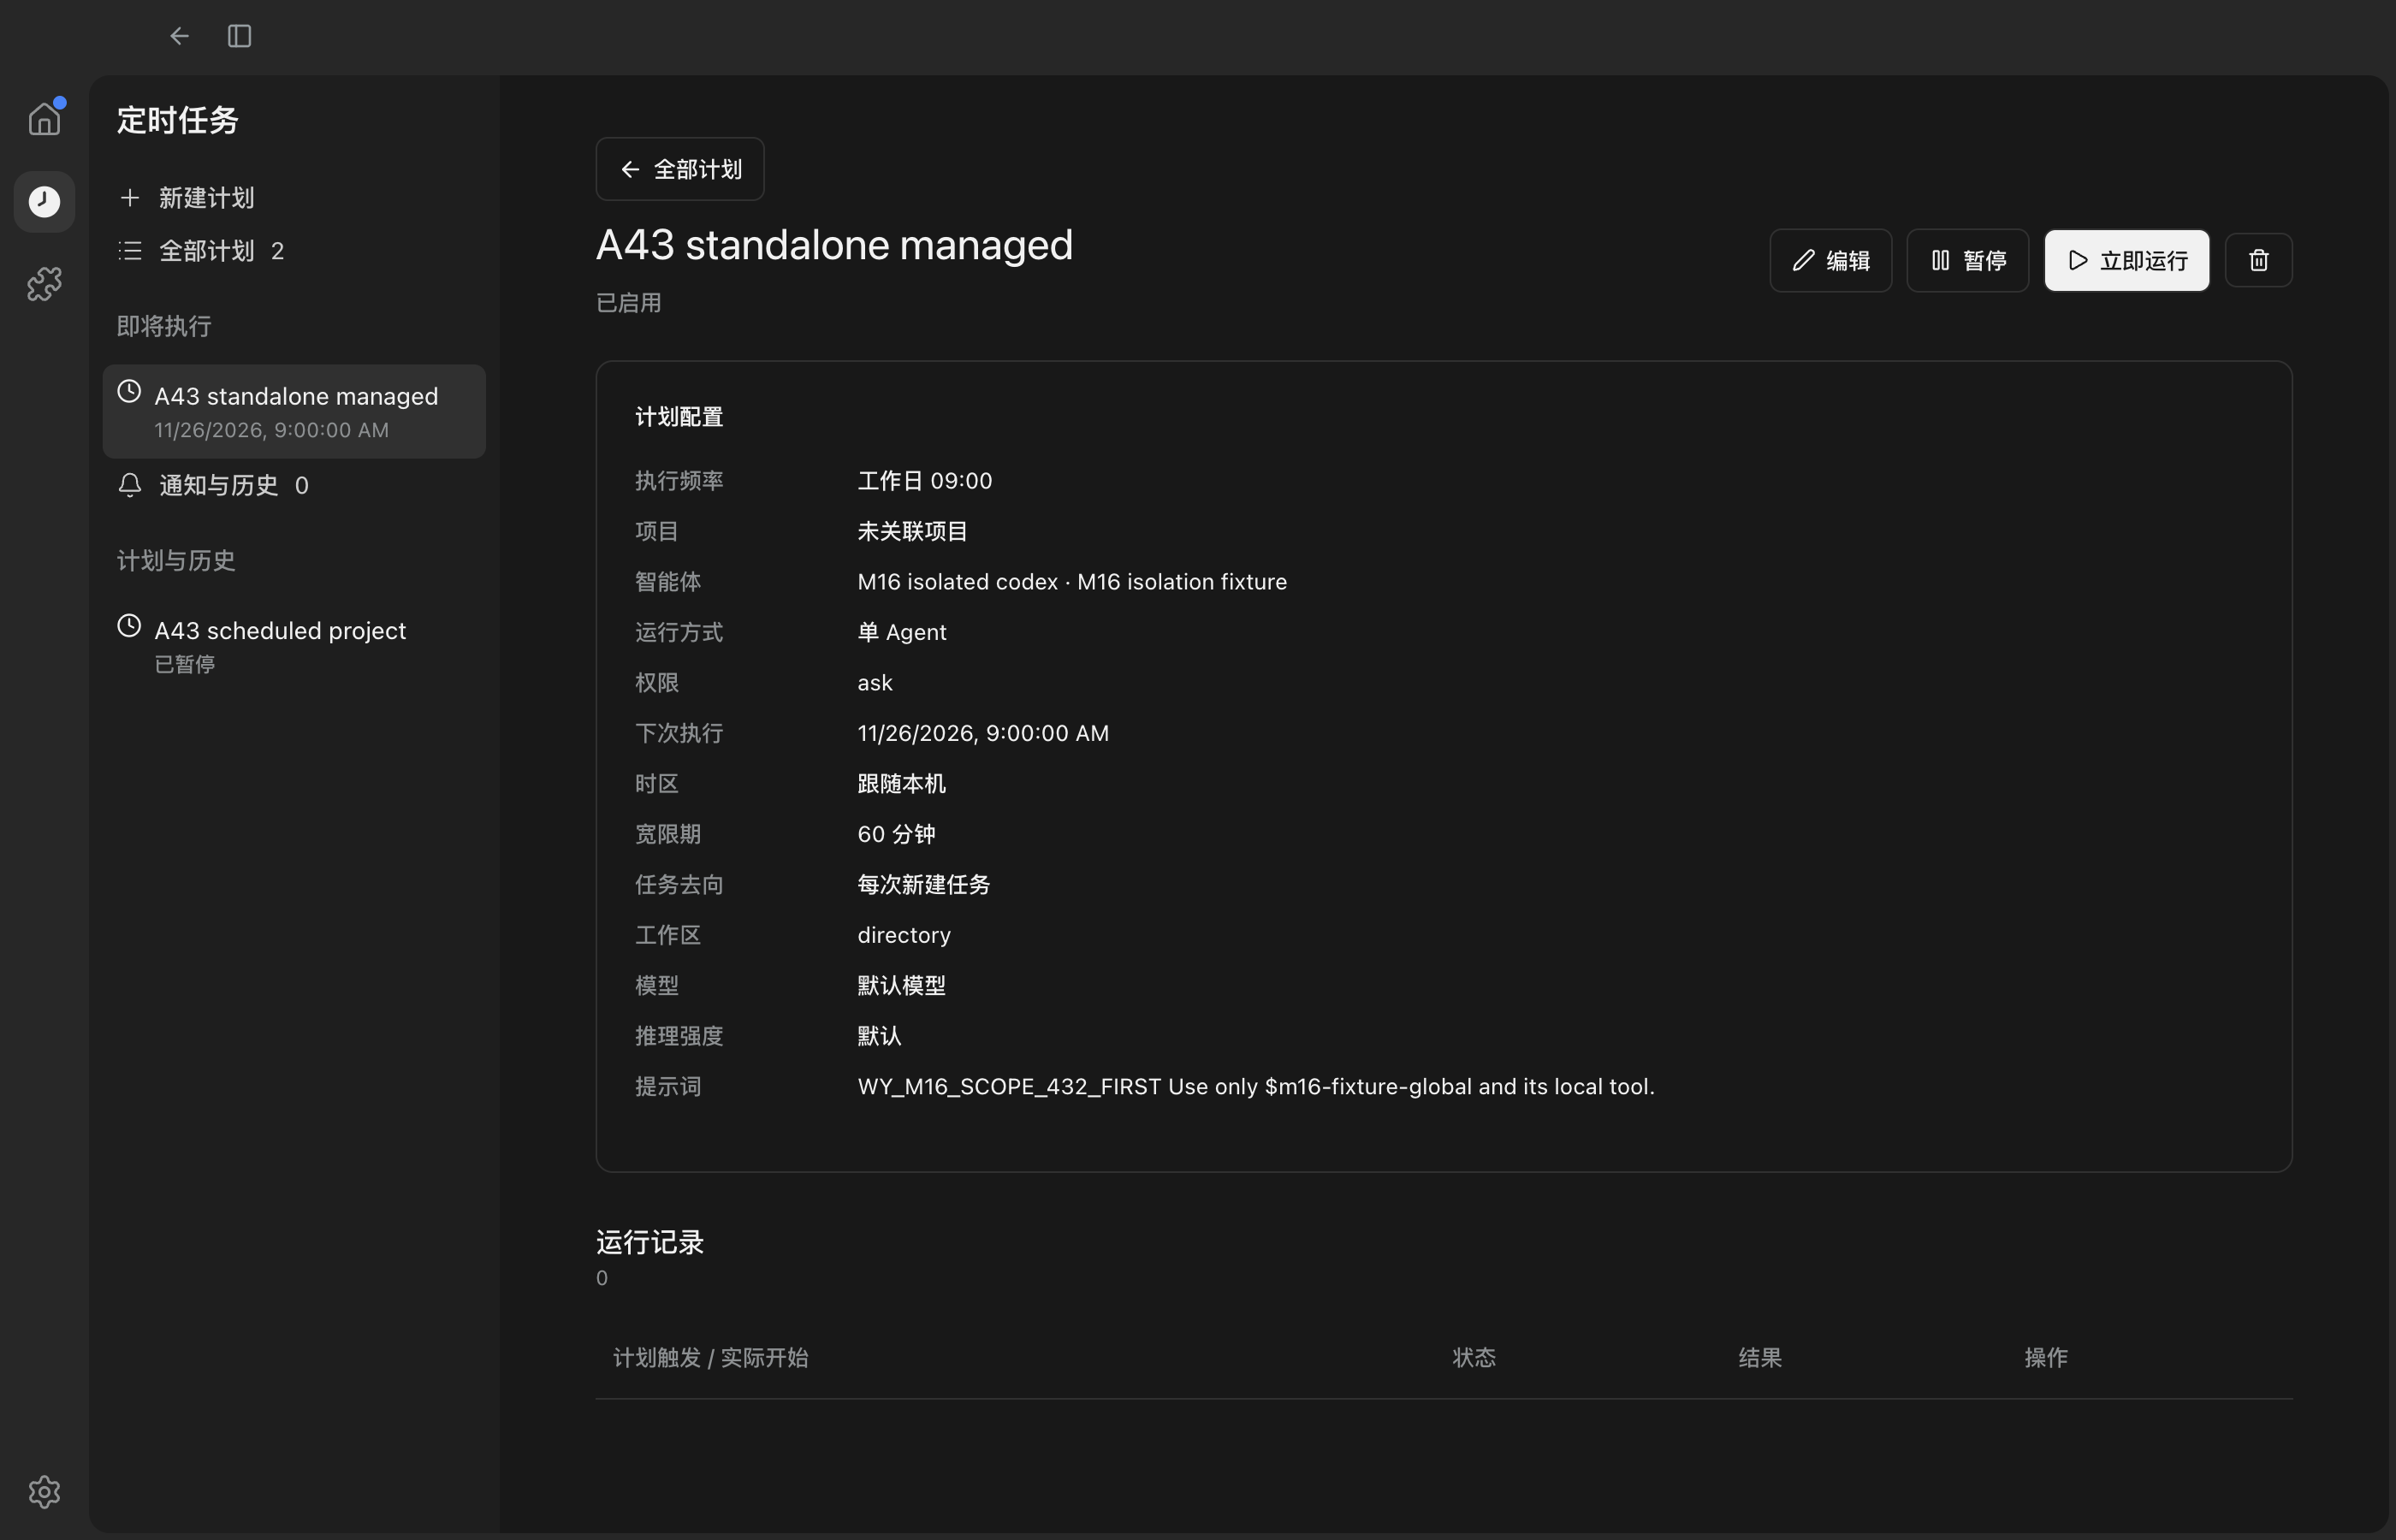 定时任务
新建计划
全部计划 2
即将执行
A43 standalone managed
11/26/2026, 9:00:00 AM
通知与历史 0
计划与历史
A43 scheduled project
已暂停
全部计划
A43 standalone managed
已启用
编辑
暂停
立即运行
计划配置
执行频率 工作日 09:00
项目 未关联项目
智能体 M16 isolated codex · M16 isolation fixture
运行方式 单 Agent
权限 ask
下次执行 11/26/2026, 9:00:00 AM
时区 跟随本机
宽限期 60 分钟
任务去向 每次新建任务
工作区 directory
模型 默认模型
推理强度 默认
提示词 WY_M16_SCOPE_432_FIRST Use only $m16-fixture-global and its local tool.
运行记录
0
计划触发 / 实际开始 状态 结果 操作